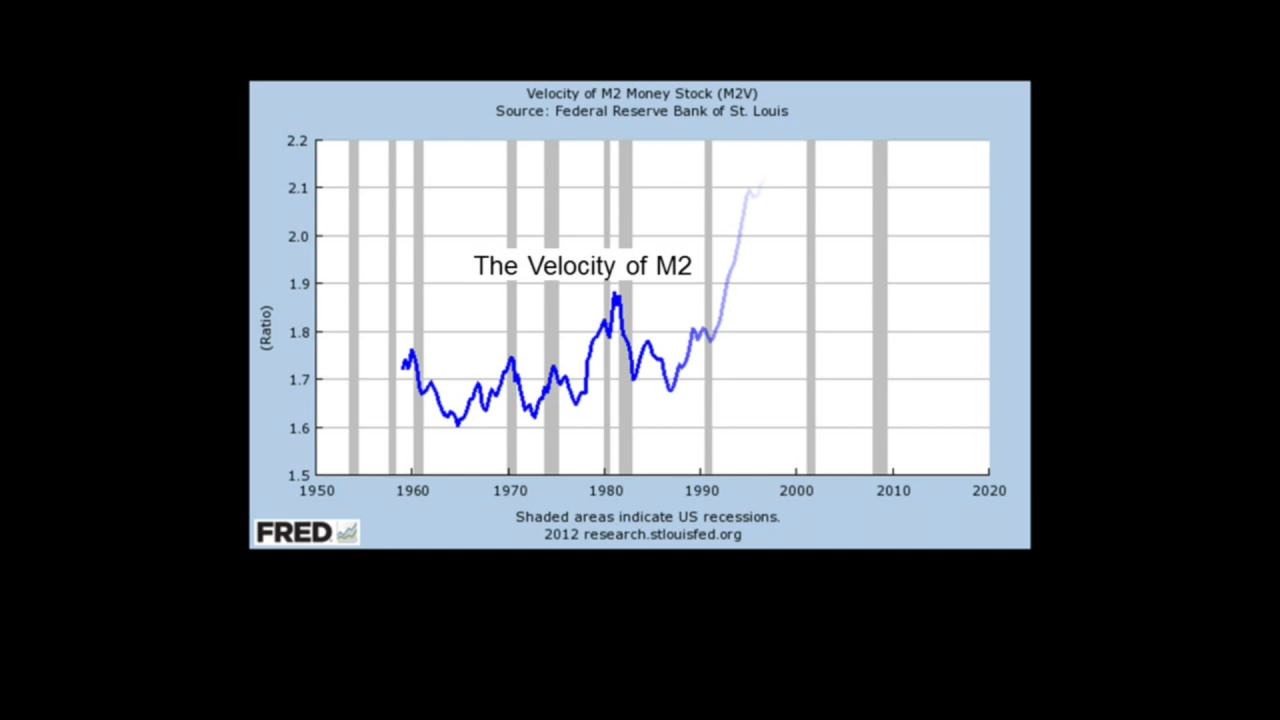 Velocity of M2 Money Stock (M2V)
Source: Federal Reserve Bank of St. Louis
2.2
2.1
2.0
1.9
1.8
1.7
1.6
1.5
(Ratio)
The Velocity of M2
1950 1960 1970 1980 1990 2000 2010 2020
Shaded areas indicate US recessions.
FRED
2012 research.stlouisfed.org